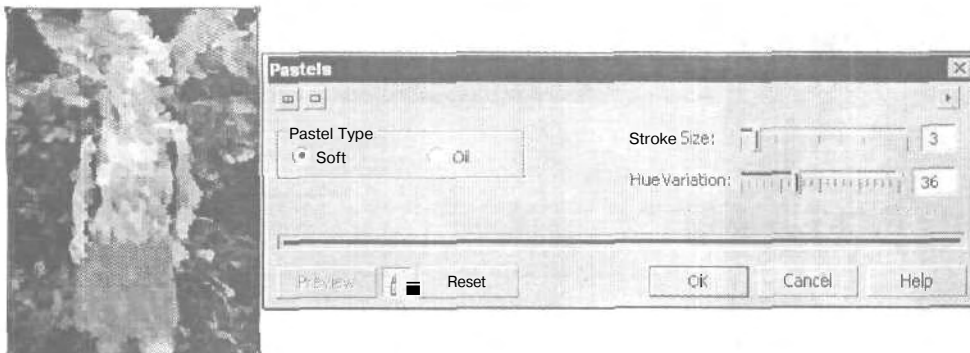 Pastels
Pastel Type
Soft
Oil
Stroke Size: 3
Hue Variation: 36
Preview
Reset
OK
Cancel
Help